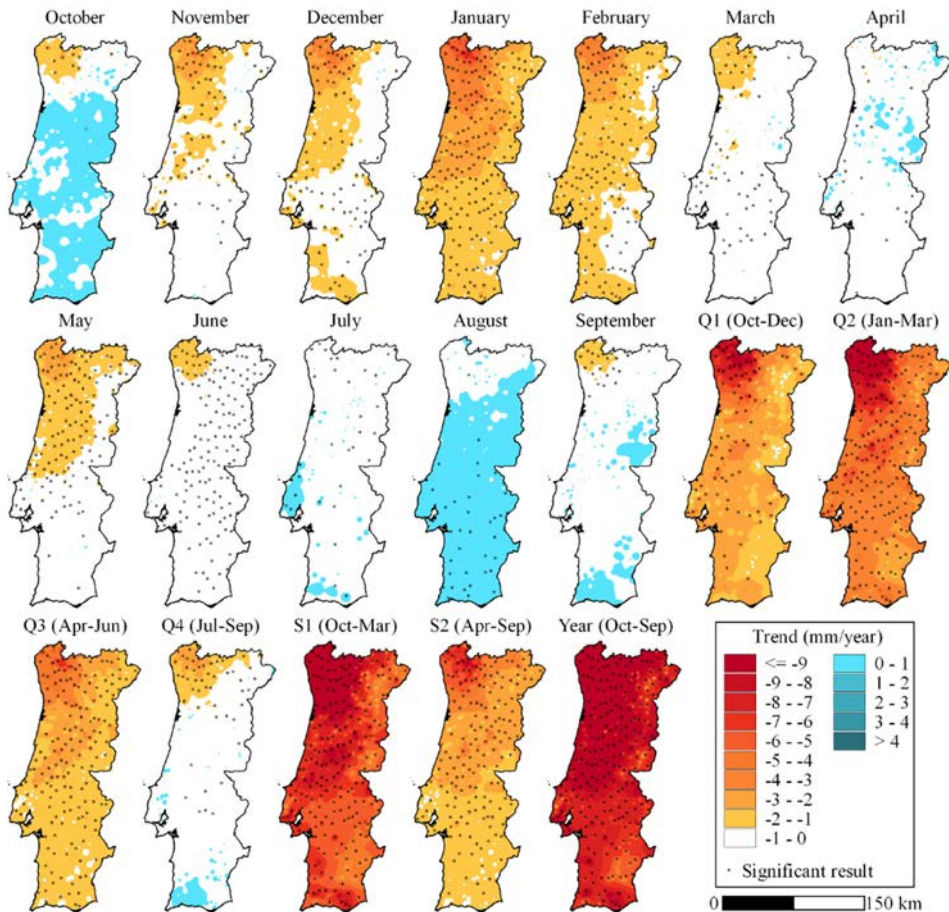 October November December January February March April
May June July August September Q1 (Oct-Dec) Q2 (Jan-Mar)
Q3 (Apr-Jun) Q4 (Jul-Sep) S1 (Oct-Mar) S2 (Apr-Sep) Year (Oct-Sep)
Trend (mm/year)
<= -9 0 - 1
-9 - -8 1 - 2
-8 - -7 2 - 3
-7 - -6 3 - 4
-6 - -5 > 4
-5 - -4
-4 - -3
-3 - -2
-2 - -1
-1 - 0
Significant result
0 150 km